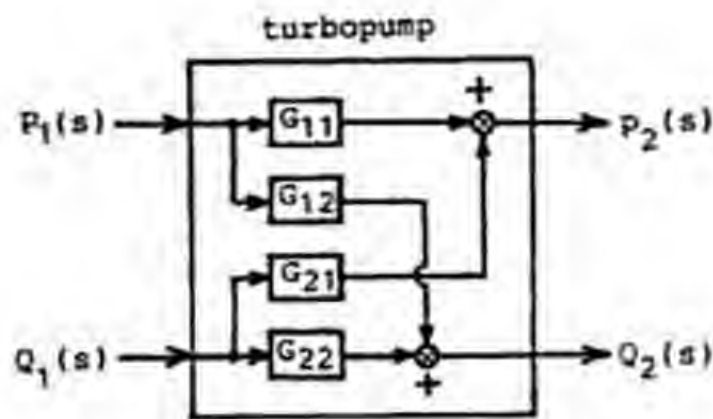 turbopump
+
P₁(s)
G₁₁
p₂(s)
G₁₂
G₂₁
Q₁(s)
G₂₂
Q₂(s)
+